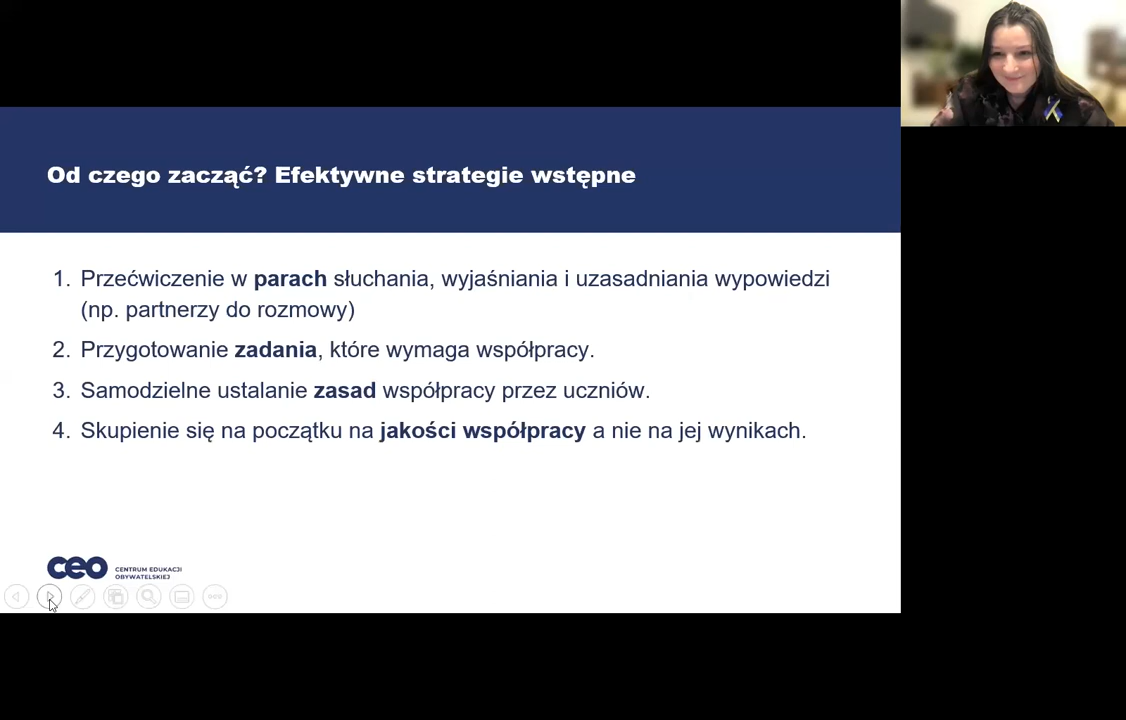 Od czego zacząć? Efektywne strategie wstępne
1. Przećwiczenie w parach słuchania, wyjaśniania i uzasadniania wypowiedzi
(np. partnerzy do rozmowy)
2. Przygotowanie zadania, które wymaga współpracy.
3. Samodzielne ustalanie zasad współpracy przez uczniów.
4. Skupienie się na początku na jakości współpracy a nie na jej wynikach.
ceo
CENTRUM EDUKACJI
OBYWATELSKIEJ